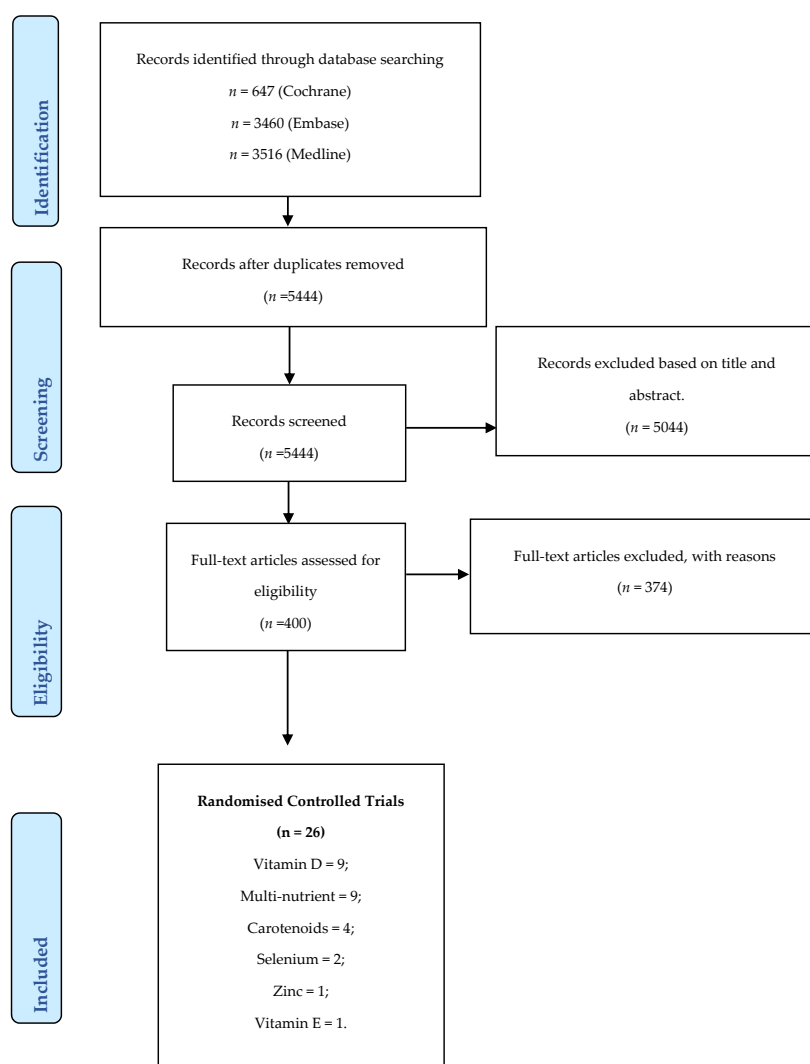 Identification
Records identified through database searching
n = 647 (Cochrane)
n = 3460 (Embase)
n = 3516 (Medline)
Records after duplicates removed
(n =5444)
Screening
Records screened
(n =5444)
Records excluded based on title and
abstract.
(n = 5044)
Eligibility
Full-text articles assessed for
eligibility
(n =400)
Full-text articles excluded, with reasons
(n = 374)
Included
Randomised Controlled Trials
(n = 26)
Vitamin D = 9;
Multi-nutrient = 9;
Carotenoids = 4;
Selenium = 2;
Zinc = 1;
Vitamin E = 1.